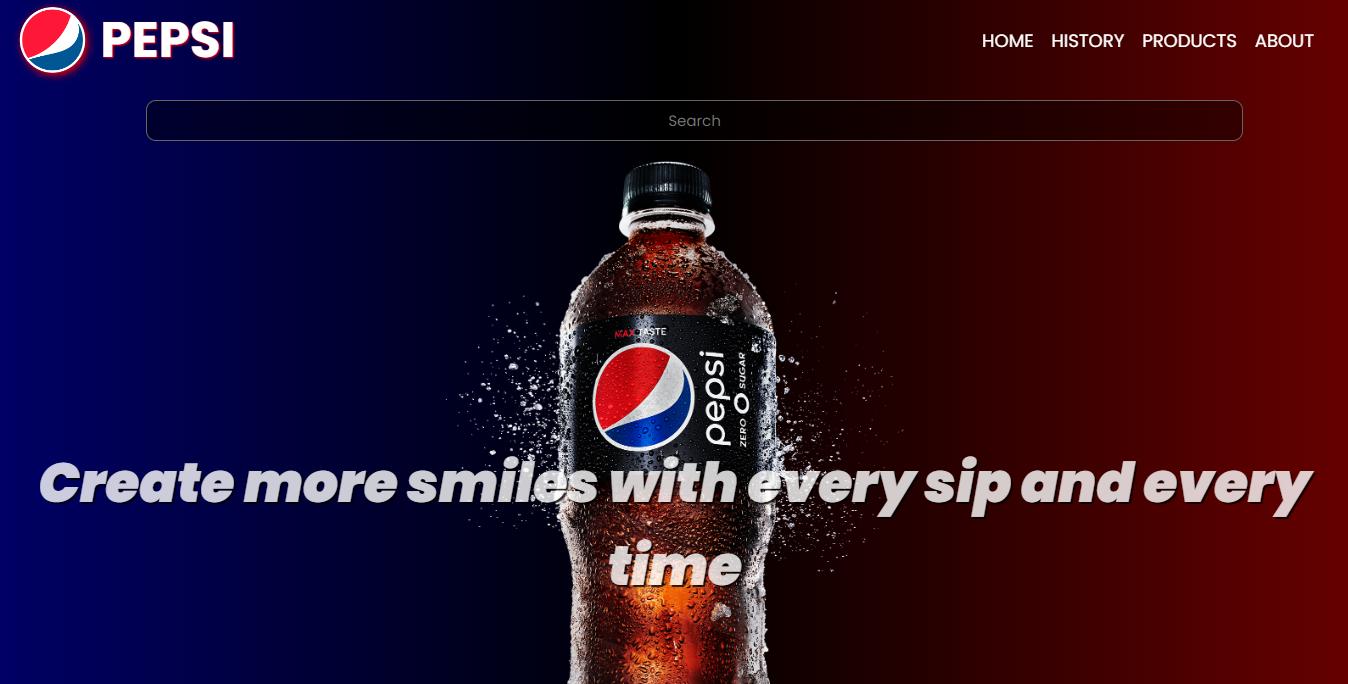 PEPSI
HOME HISTORY PRODUCTS ABOUT
Search
MAX TASTE
pepsi
ZERO SUGAR
Create more smiles with every sip and every
time